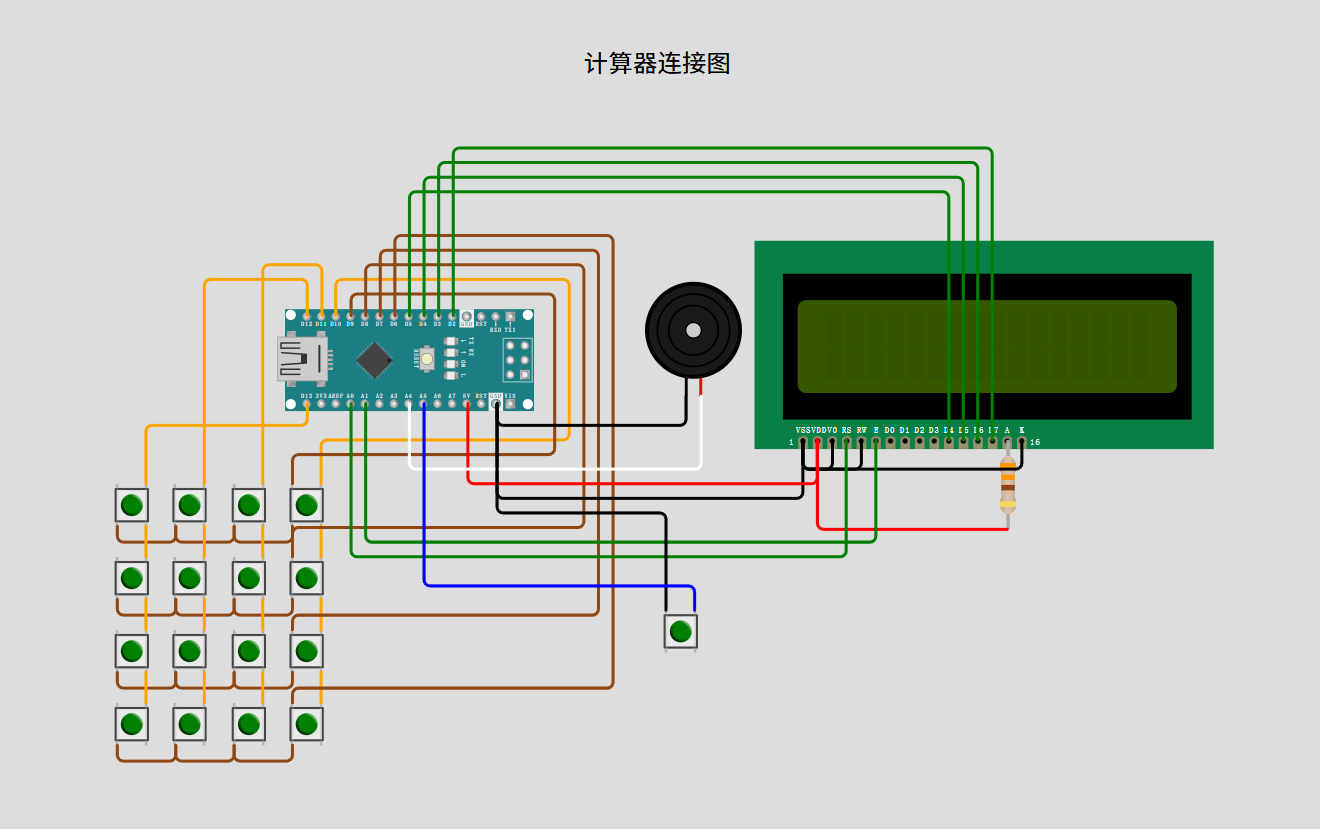 计算器连接图
D12 D11 D10 D9 D8 D7 D6 D5 D4 D3 D2 GND RST RX0 TX1
TX RX
RESET
ON L
D13 3V3 AREF A0 A1 A2 A3 A4 A5 A6 A7 5V RST GND VIN
VSS VDD V0 RS RW E D0 D1 D2 D3 D4 D5 D6 D7 A K
1 16